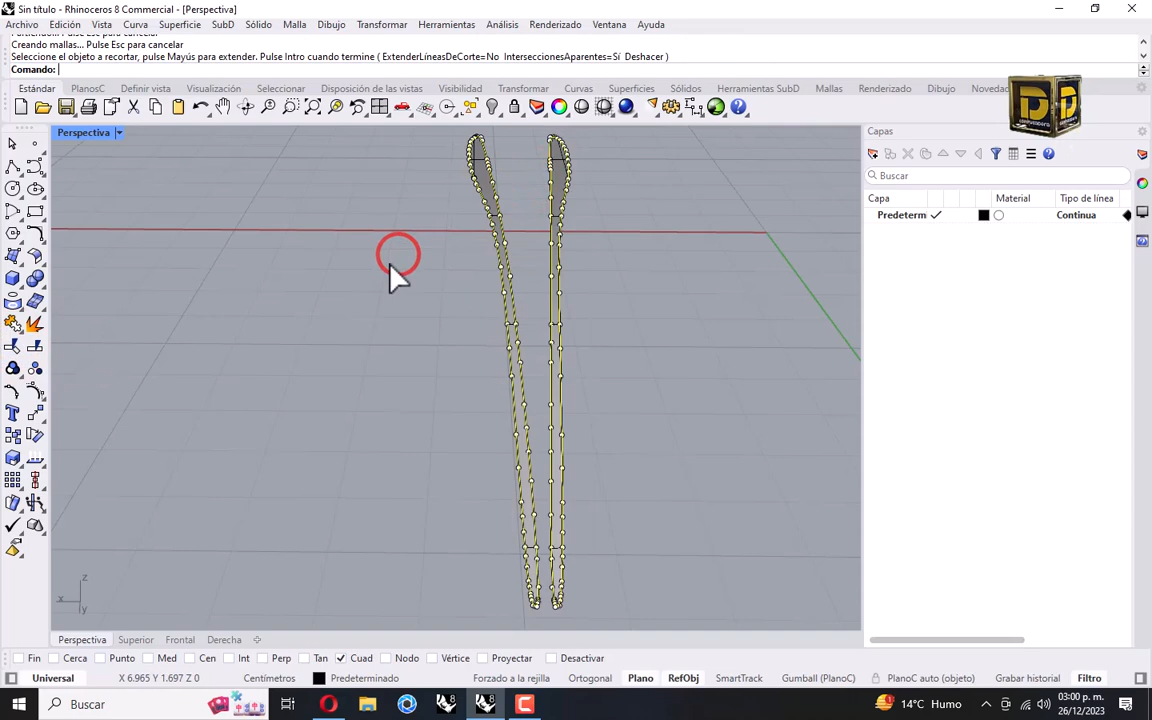 Sin título - Rhinoceros 8 Commercial - [Perspectiva]
Archivo Edición Vista Curva Superficie SubD Sólido Malla Dibujo Transformar Herramientas Análisis Renderizado Ventana Ayuda
Creando mallas... Pulse Esc para cancelar
Seleccione el objeto a recortar, pulse Mayús para extender. Pulse Intro cuando termine ( ExtenderLíneasDeCorte=No InterseccionesAparentes=Sí Deshacer )
Comando:
Estándar PlanosC Definir vista Visualización Seleccionar Disposición de las vistas Visibilidad Transformar Curvas Superficies Sólidos Herramientas SubD Mallas Renderizado Dibujo Noved
Perspectiva
Capas
Buscar
Capa Material Tipo de línea
Predeterm Continua
z
x y
Perspectiva Superior Frontal Derecha
Fin Cerca Punto Med Cen Int Perp Tan Cuad Nodo Vértice Proyectar Desactivar
Universal X 6.965 Y 1.697 Z 0 Centímetros Predeterminado Forzado a la rejilla Ortogonal Plano RefObj SmartTrack Gumball (PlanoC) PlanoC auto (objeto) Grabar historial Filtro
Buscar 14°C Humo 03:00 p. m.
26/12/2023